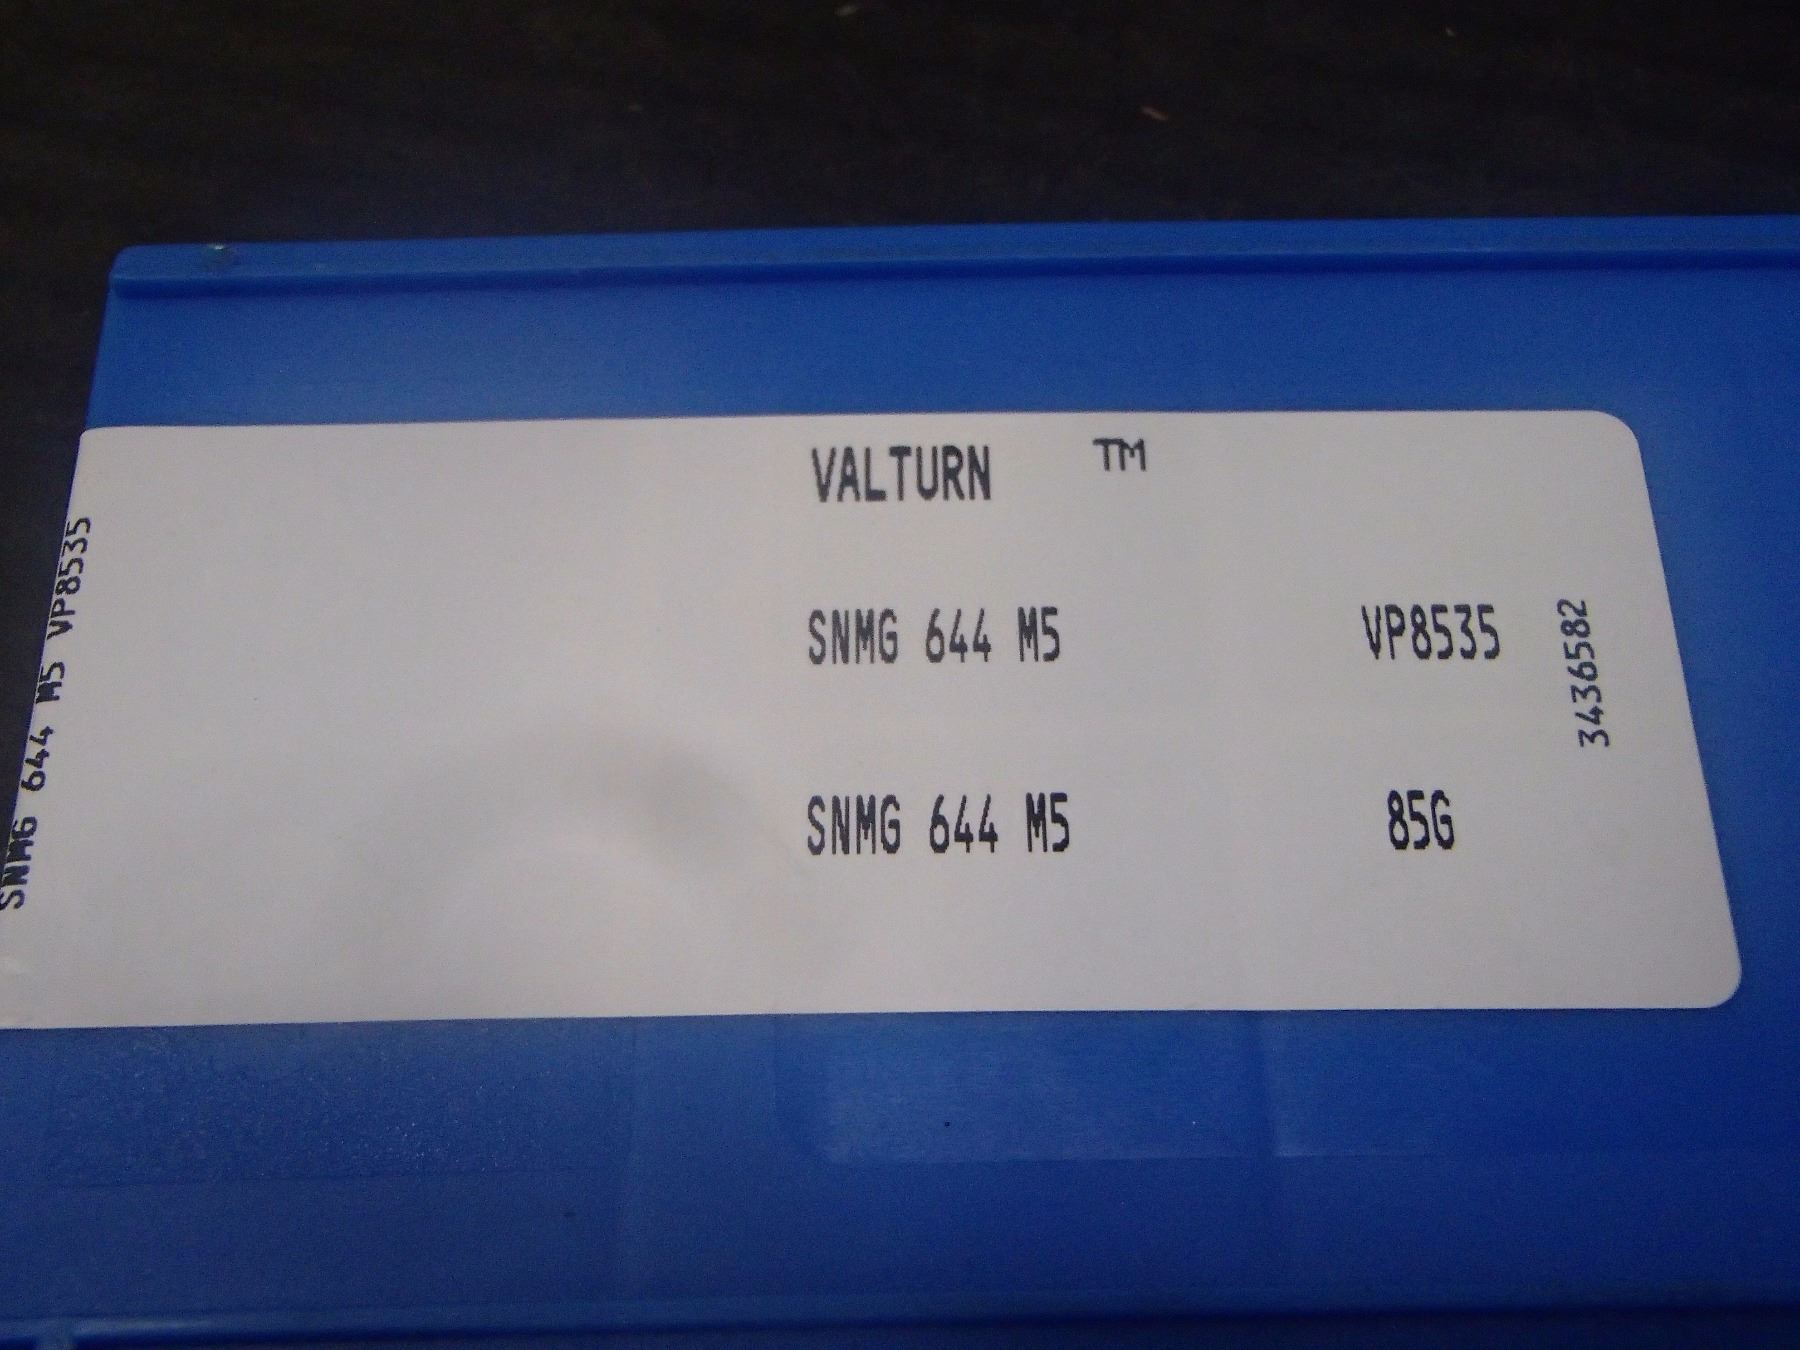 VALTURN TM
SNMG 644 M5 VP8535
SNMG 644 M5 85G
3436582
SNMG 644 M5 VP8535